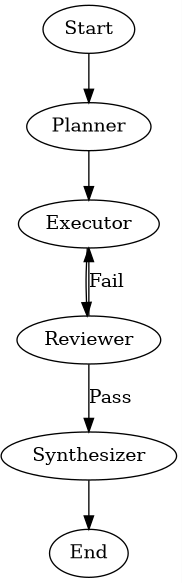 Start
Planner
Executor
Fail
Reviewer
Pass
Synthesizer
End